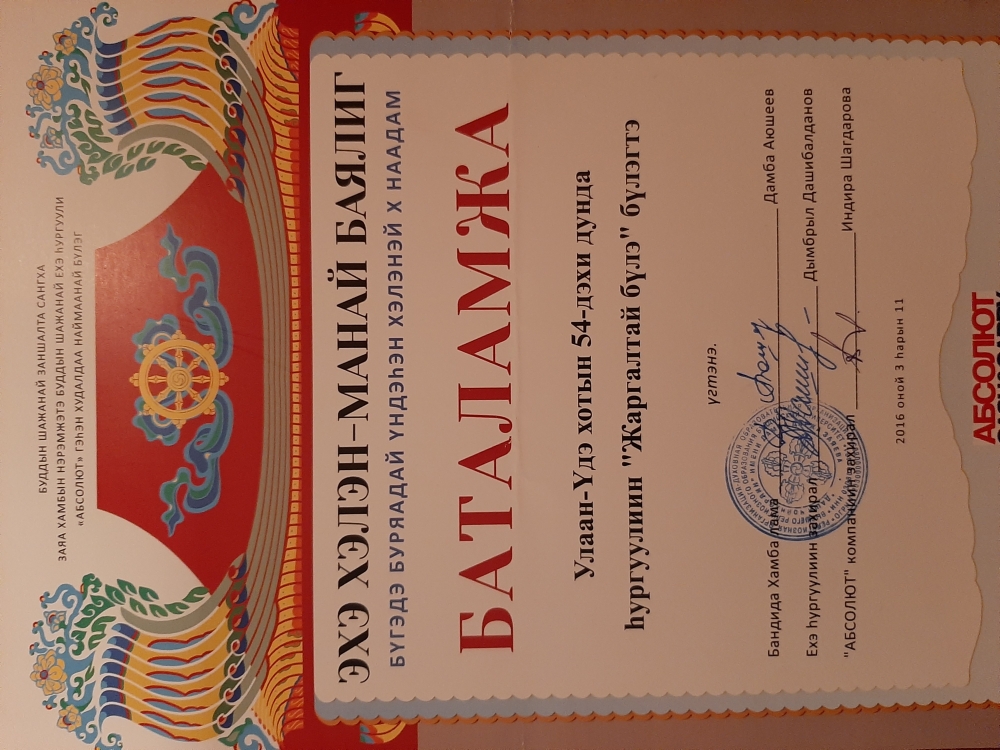 БУДДЫН ШАЖАНАЙ ЗАНШАЛТА САНГХА
ЗАЯА ХАМБЫН НЭРЭМЖЭТЭ БУДДЫН ШАЖАНАЙ ЕХЭ ҺУРГУУЛИ
«АБСОЛЮТ» ГЭҺЭН ХУДАЛДАА НАЙМААНАЙ БҮЛЭГ
ЭХЭ ХЭЛЭН–МАНАЙ БАЯЛИГ
БҮГЭДЭ БУРЯАДАЙ ҮНДЭҺЭН ХЭЛЭНЭЙ X НААДАМ
БАТАЛАМЖА
Улаан-Үдэ хотын 54-дэхи дунда
һургуулиин "Жаргалтай бүлэ" бүлэгтэ
үгтэнэ.
Бандида Хамба лама Дамба Аюшеев
Ехэ һургуулиин захирал Дымбрыл Дашибалданов
"АБСОЛЮТ" компаниин захирал Индира Шагдарова
2016 оной 3 һарын 11
АБСОЛЮТ